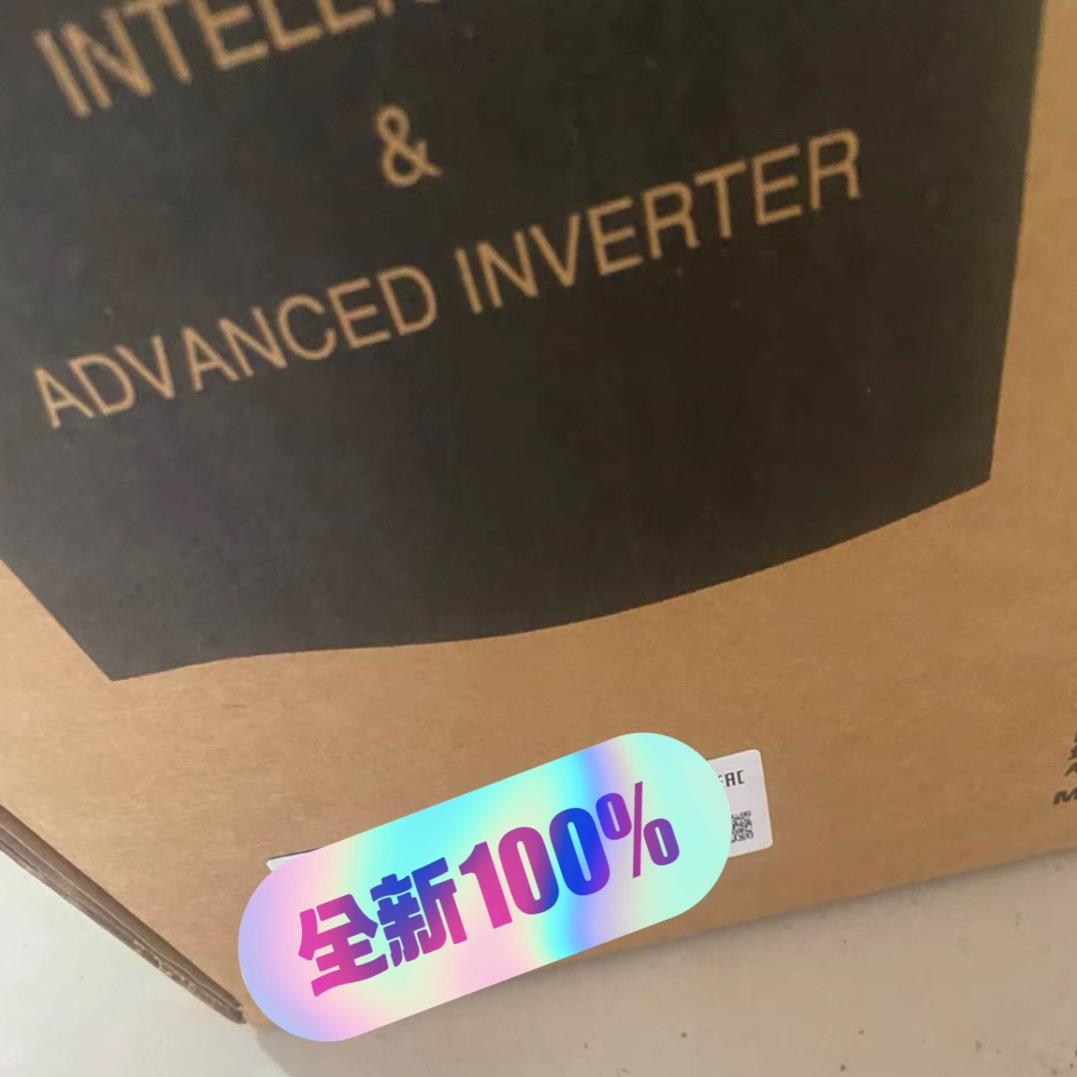 &
ADVANCED INVERTER
全新100%